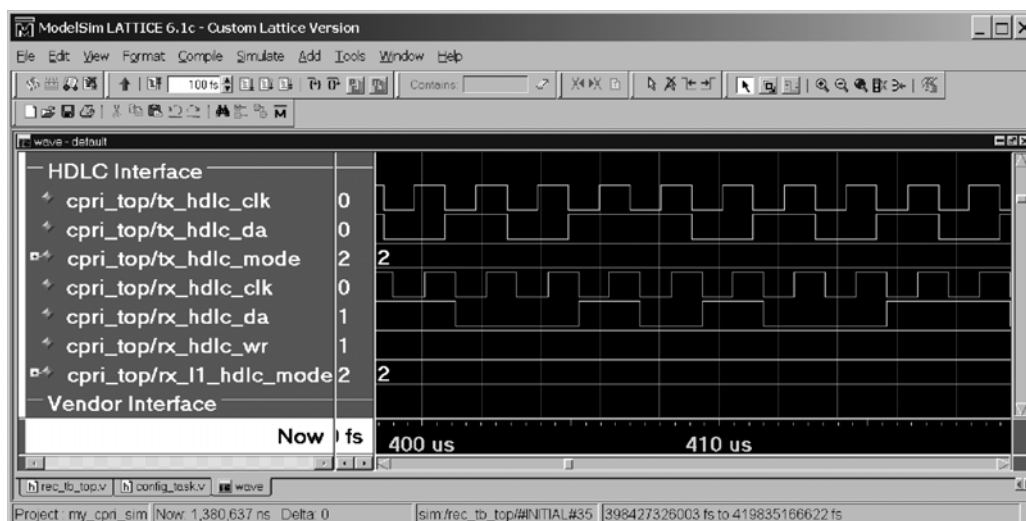 ModelSim LATTICE 6.1c - Custom Lattice Version
File Edit View Format Compile Simulate Add Tools Window Help
100 fs Contains:
wave - default
HDLC Interface
cpri_top/tx_hdlc_clk 0
cpri_top/tx_hdlc_da 0
cpri_top/tx_hdlc_mode 2 2
cpri_top/rx_hdlc_clk 0
cpri_top/rx_hdlc_da 1
cpri_top/rx_hdlc_wr 1
cpri_top/rx_l1_hdlc_mode 2 2
Vendor Interface
Now fs 400 us 410 us
rec_tb_top.v config_task.v wave
Project : my_cpri_sim Now: 1,380,637 ns Delta: 0 sim:/rec_tb_top/#INITIAL#35 398427326003 fs to 419835166622 fs